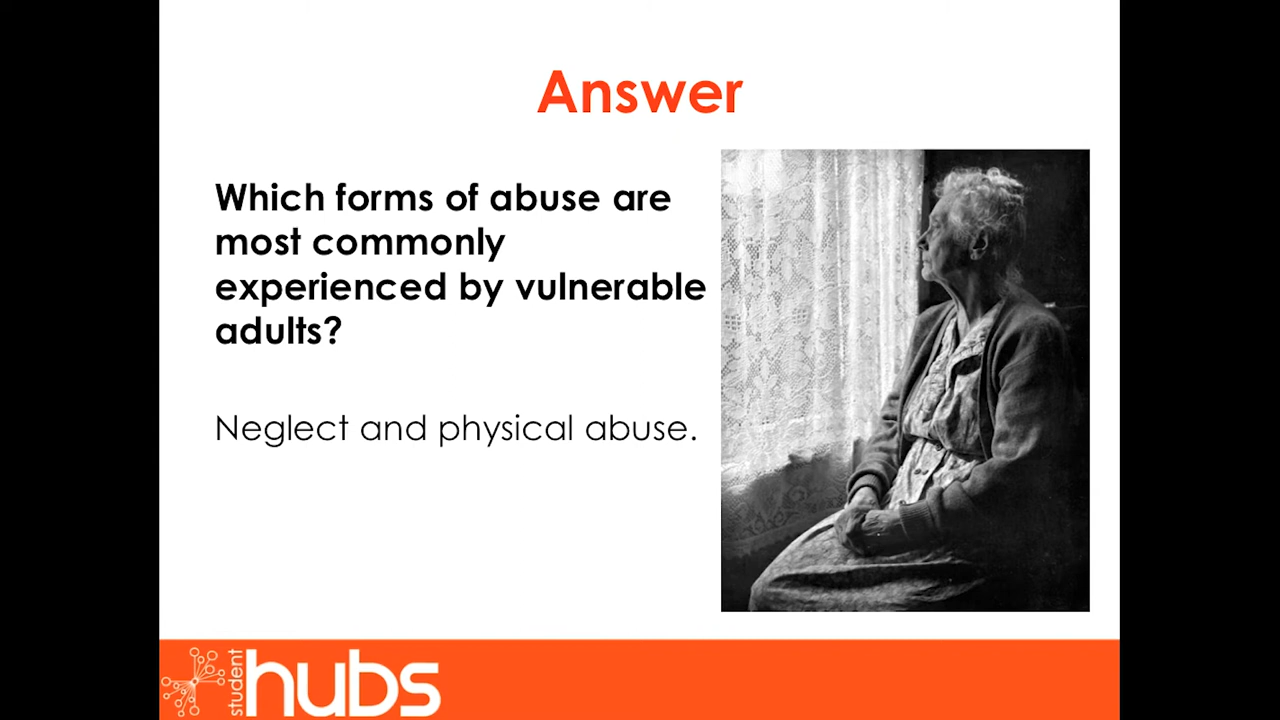 Answer
Which forms of abuse are
most commonly
experienced by vulnerable
adults?
Neglect and physical abuse.
student
hubs